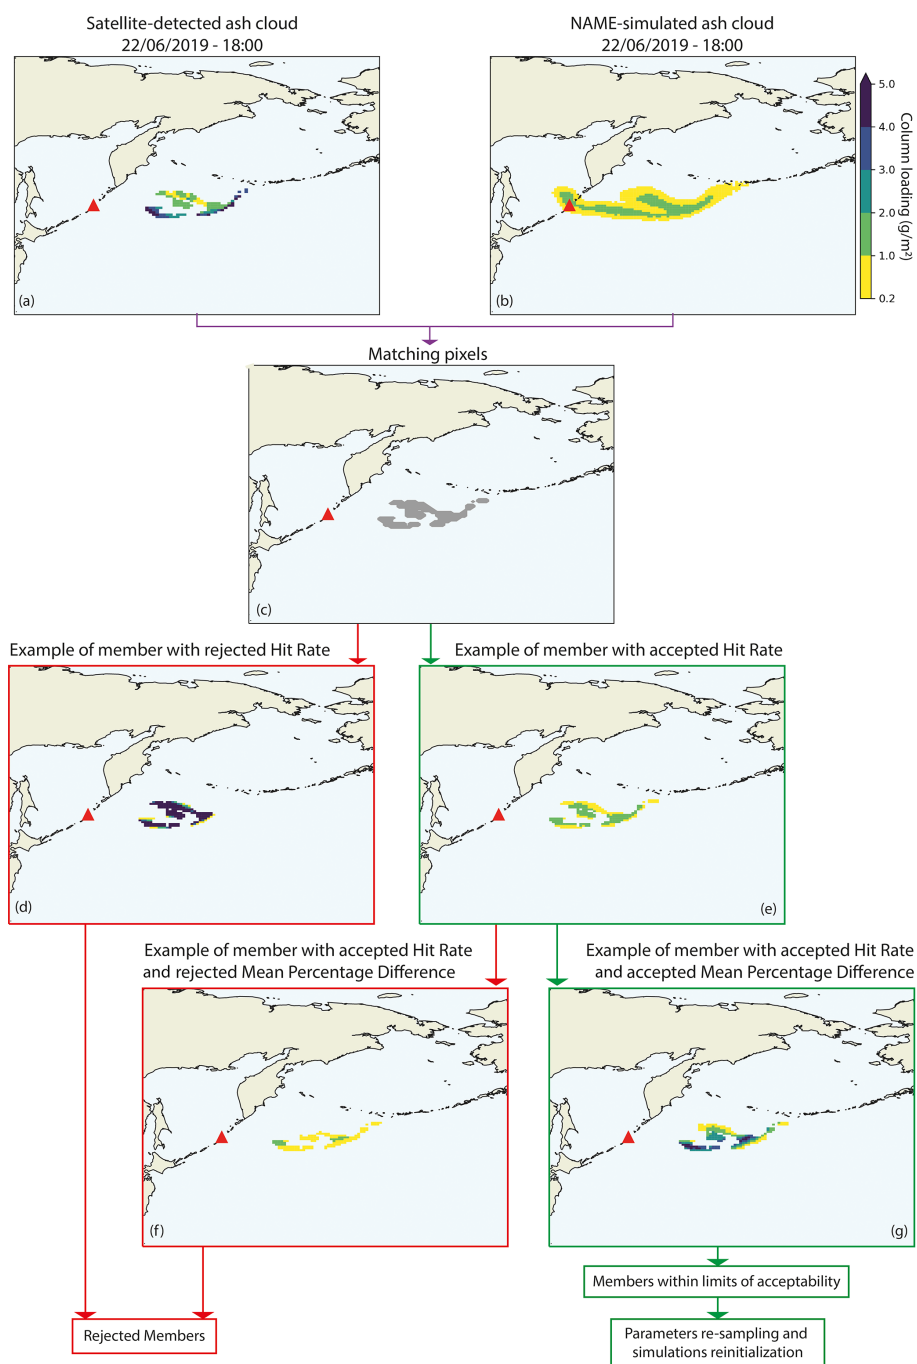 Satellite-detected ash cloud
22/06/2019 - 18:00
NAME-simulated ash cloud
22/06/2019 - 18:00
(a)
(b)
5.0
4.0
3.0
2.0
1.0
0.2
Column loading (g/m²)
Matching pixels
(c)
Example of member with rejected Hit Rate
Example of member with accepted Hit Rate
(d)
(e)
Example of member with accepted Hit Rate
and rejected Mean Percentage Difference
Example of member with accepted Hit Rate
and accepted Mean Percentage Difference
(f)
(g)
Members within limits of acceptability
Rejected Members
Parameters re-sampling and
simulations reinitialization